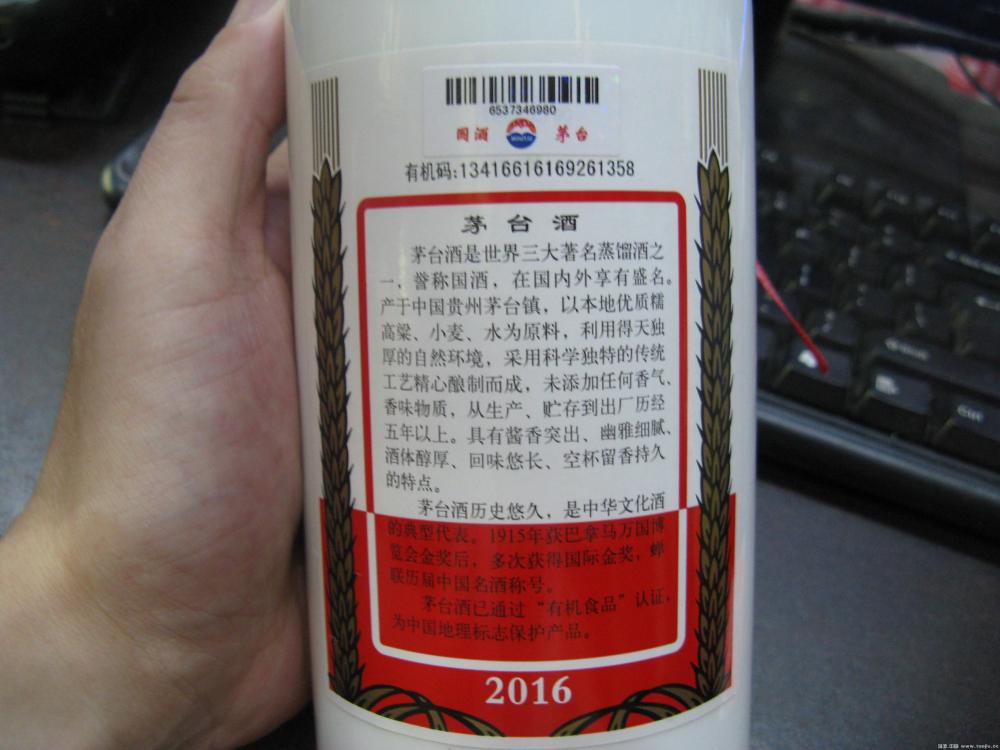 6537346980
国酒 茅台
有机码:13416616169261358
茅台酒
茅台酒是世界三大著名蒸馏酒之
一，誉称国酒，在国内外享有盛名。
产于中国贵州茅台镇，以本地优质糯
高粱、小麦、水为原料，利用得天独
厚的自然环境，采用科学独特的传统
工艺精心酿制而成，未添加任何香气、
香味物质，从生产、贮存到出厂历经
五年以上。具有酱香突出、幽雅细腻、
酒体醇厚、回味悠长、空杯留香持久
的特点。
茅台酒历史悠久，是中华文化酒
的典型代表。1915年获巴拿马万国博
览会金奖后，多次获得国际金奖，蝉
联历届中国名酒称号。
茅台酒已通过“有机食品”认证，
为中国地理标志保护产品。
2016
Ctrl